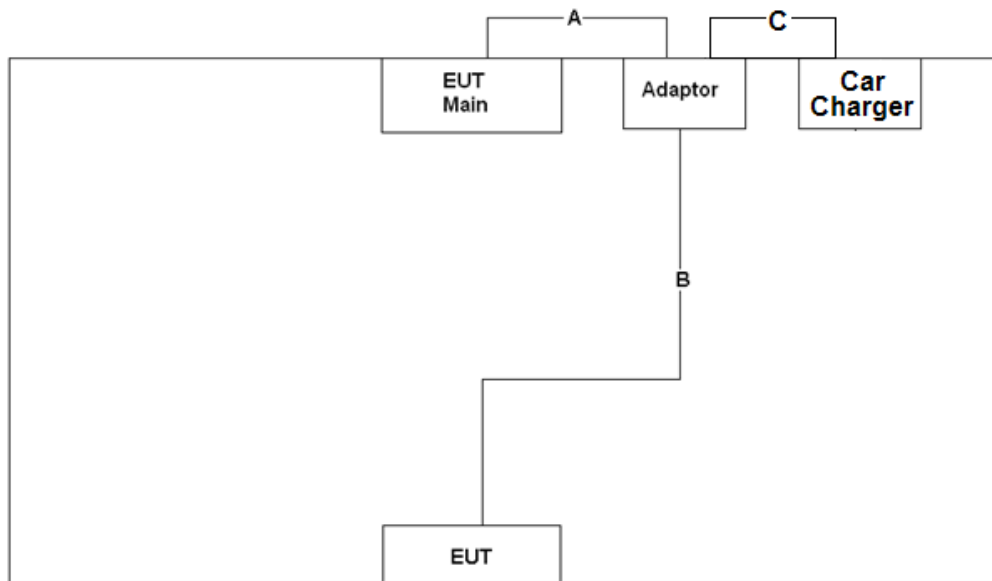 A
C
EUT
Main
Adaptor
Car
Charger
B
EUT